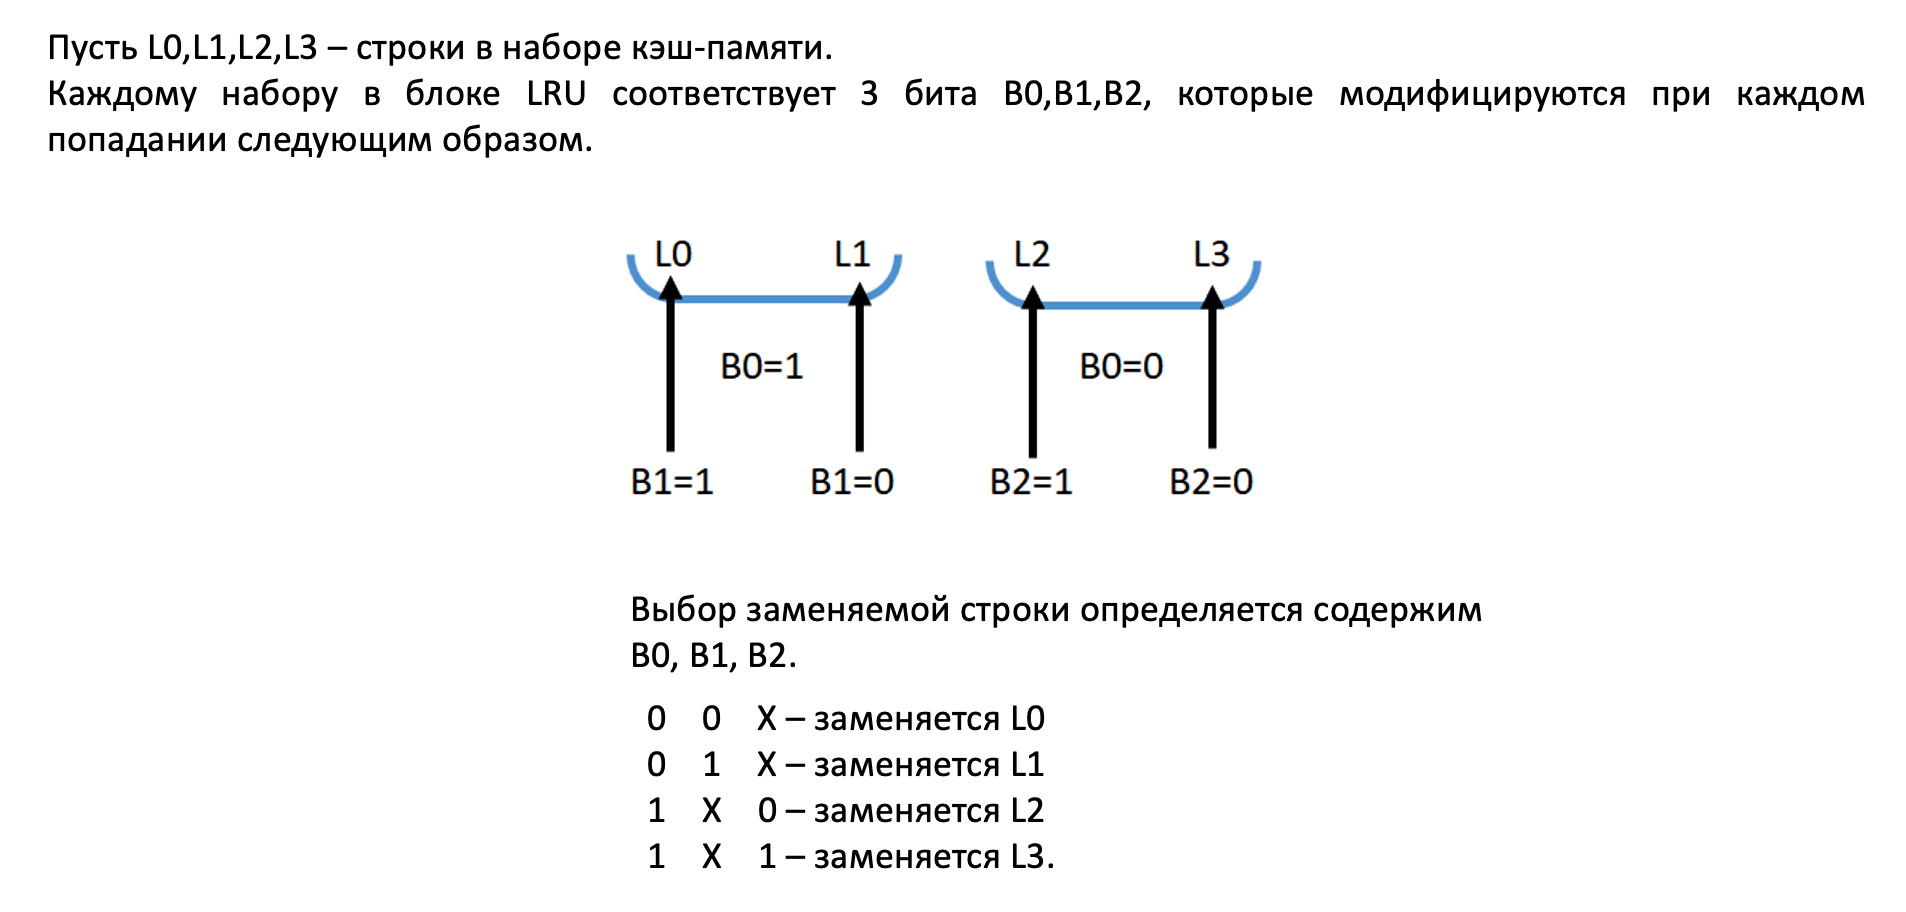 Пусть L0,L1,L2,L3 – строки в наборе кэш-памяти.
Каждому набору в блоке LRU соответствует 3 бита B0,B1,B2, которые модифицируются при каждом
попадании следующим образом.
L0 L1 L2 L3
B0=1 B0=0
B1=1 B1=0 B2=1 B2=0
Выбор заменяемой строки определяется содержим
B0, B1, B2.
0 0 X – заменяется L0
0 1 X – заменяется L1
1 X 0 – заменяется L2
1 X 1 – заменяется L3.